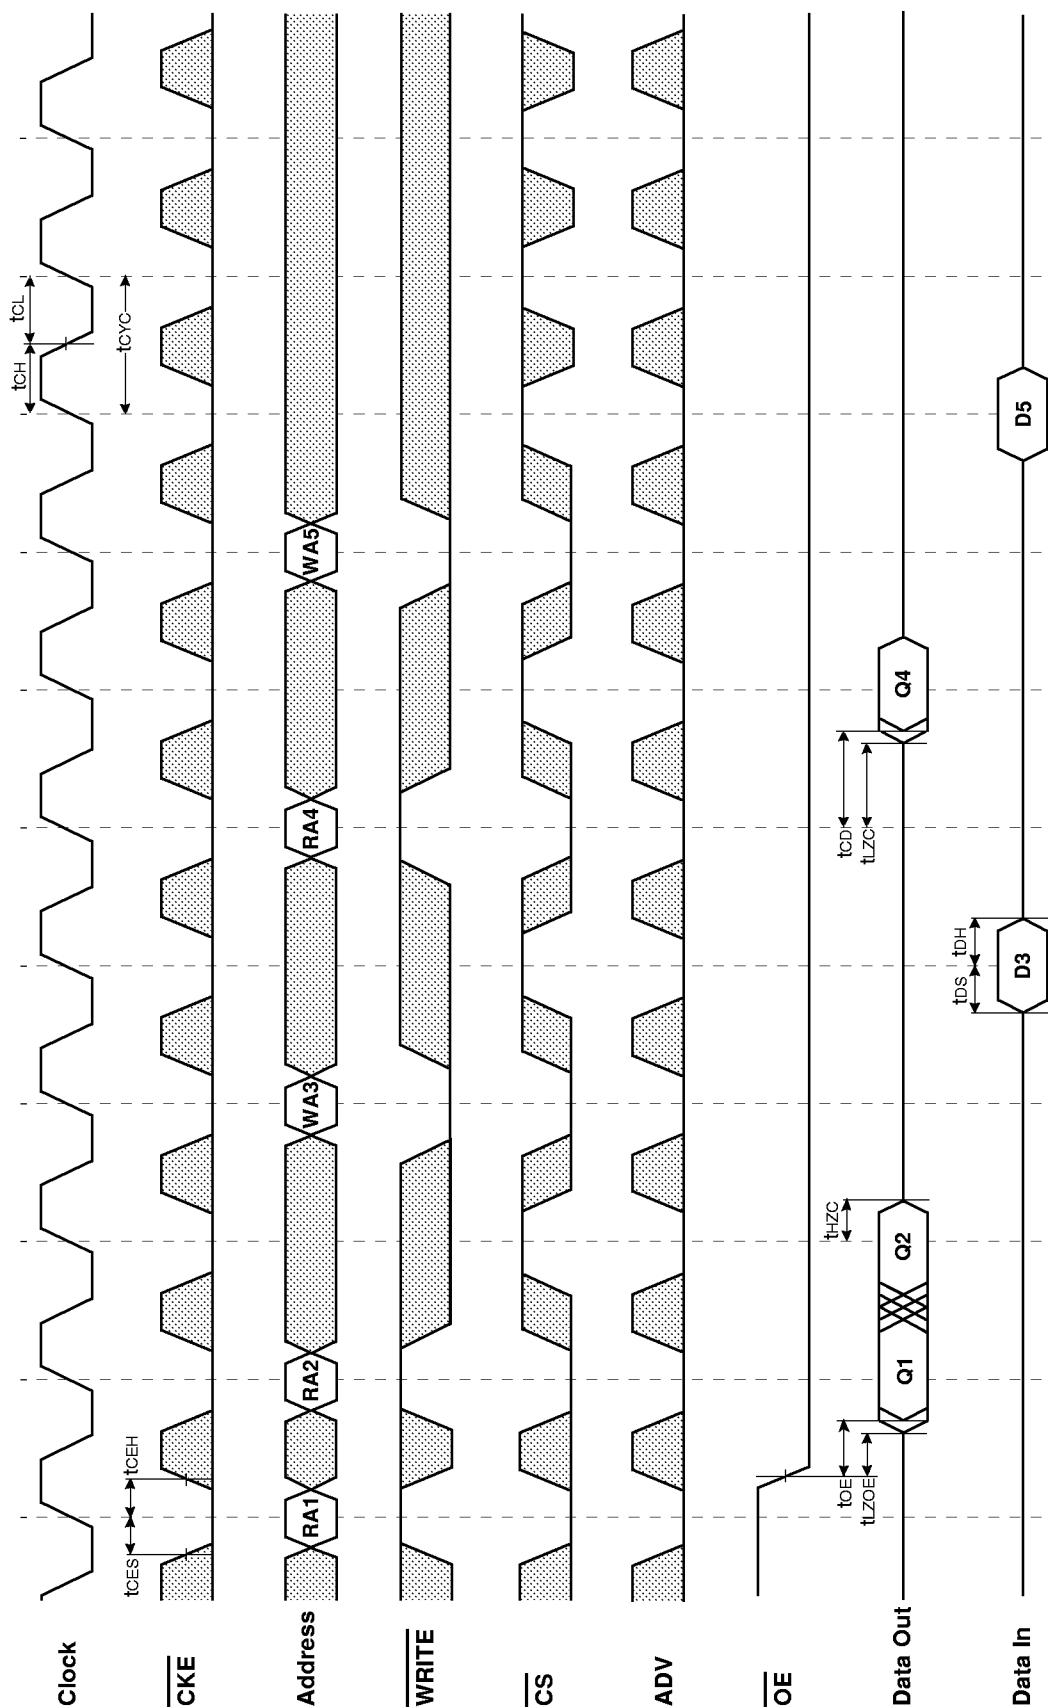 Clock
tCH
tCL
tCYC
CKE
tCES
tCEH
Address
RA1
RA2
WA3
RA4
WA5
WRITE
CS
ADV
OE
Data Out
tOE
tLZOE
Q1
Q2
tHZC
tCD
tLZC
Q4
Data In
tDS
tDH
D3
D5